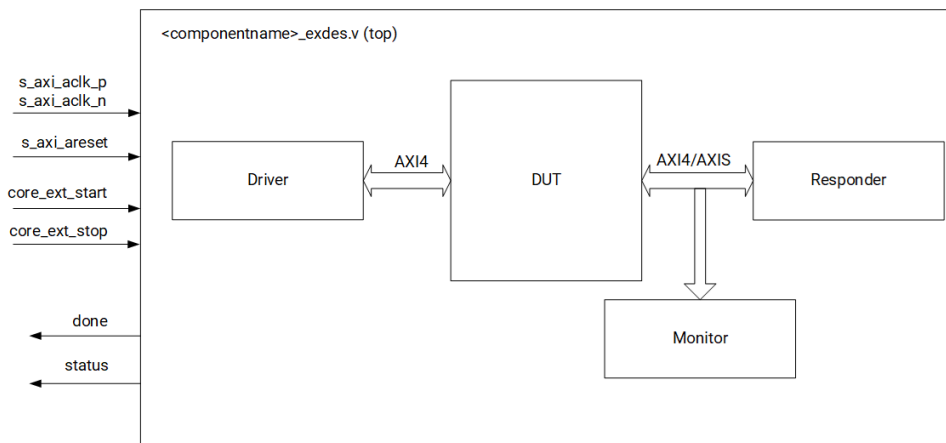 <componentname>_exdes.v (top)
s_axi_aclk_p
s_axi_aclk_n
s_axi_areset
core_ext_start
core_ext_stop
done
status
Driver
AXI4
DUT
AXI4/AXIS
Responder
Monitor